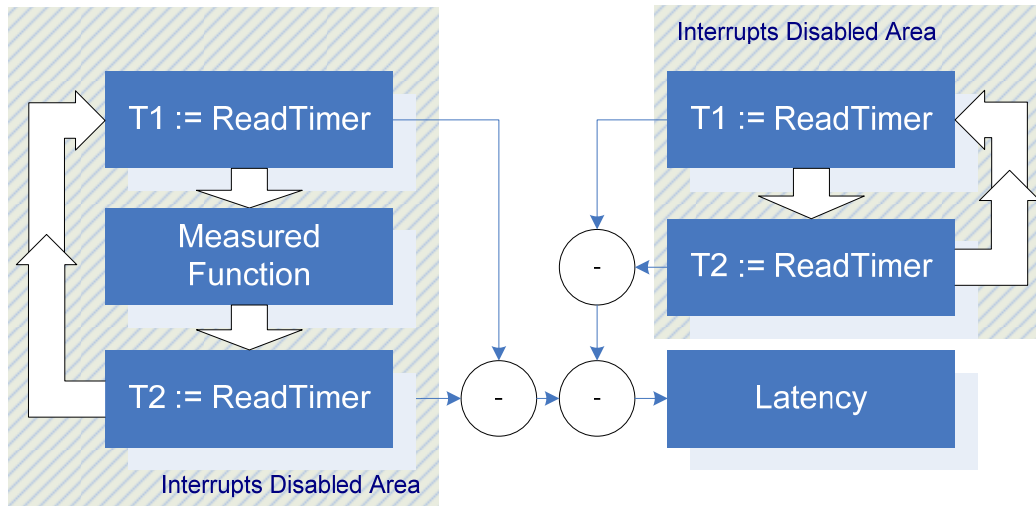 Interrupts Disabled Area
T1 := ReadTimer
T1 := ReadTimer
Measured
Function
T2 := ReadTimer
-
T2 := ReadTimer
-
-
Latency
Interrupts Disabled Area